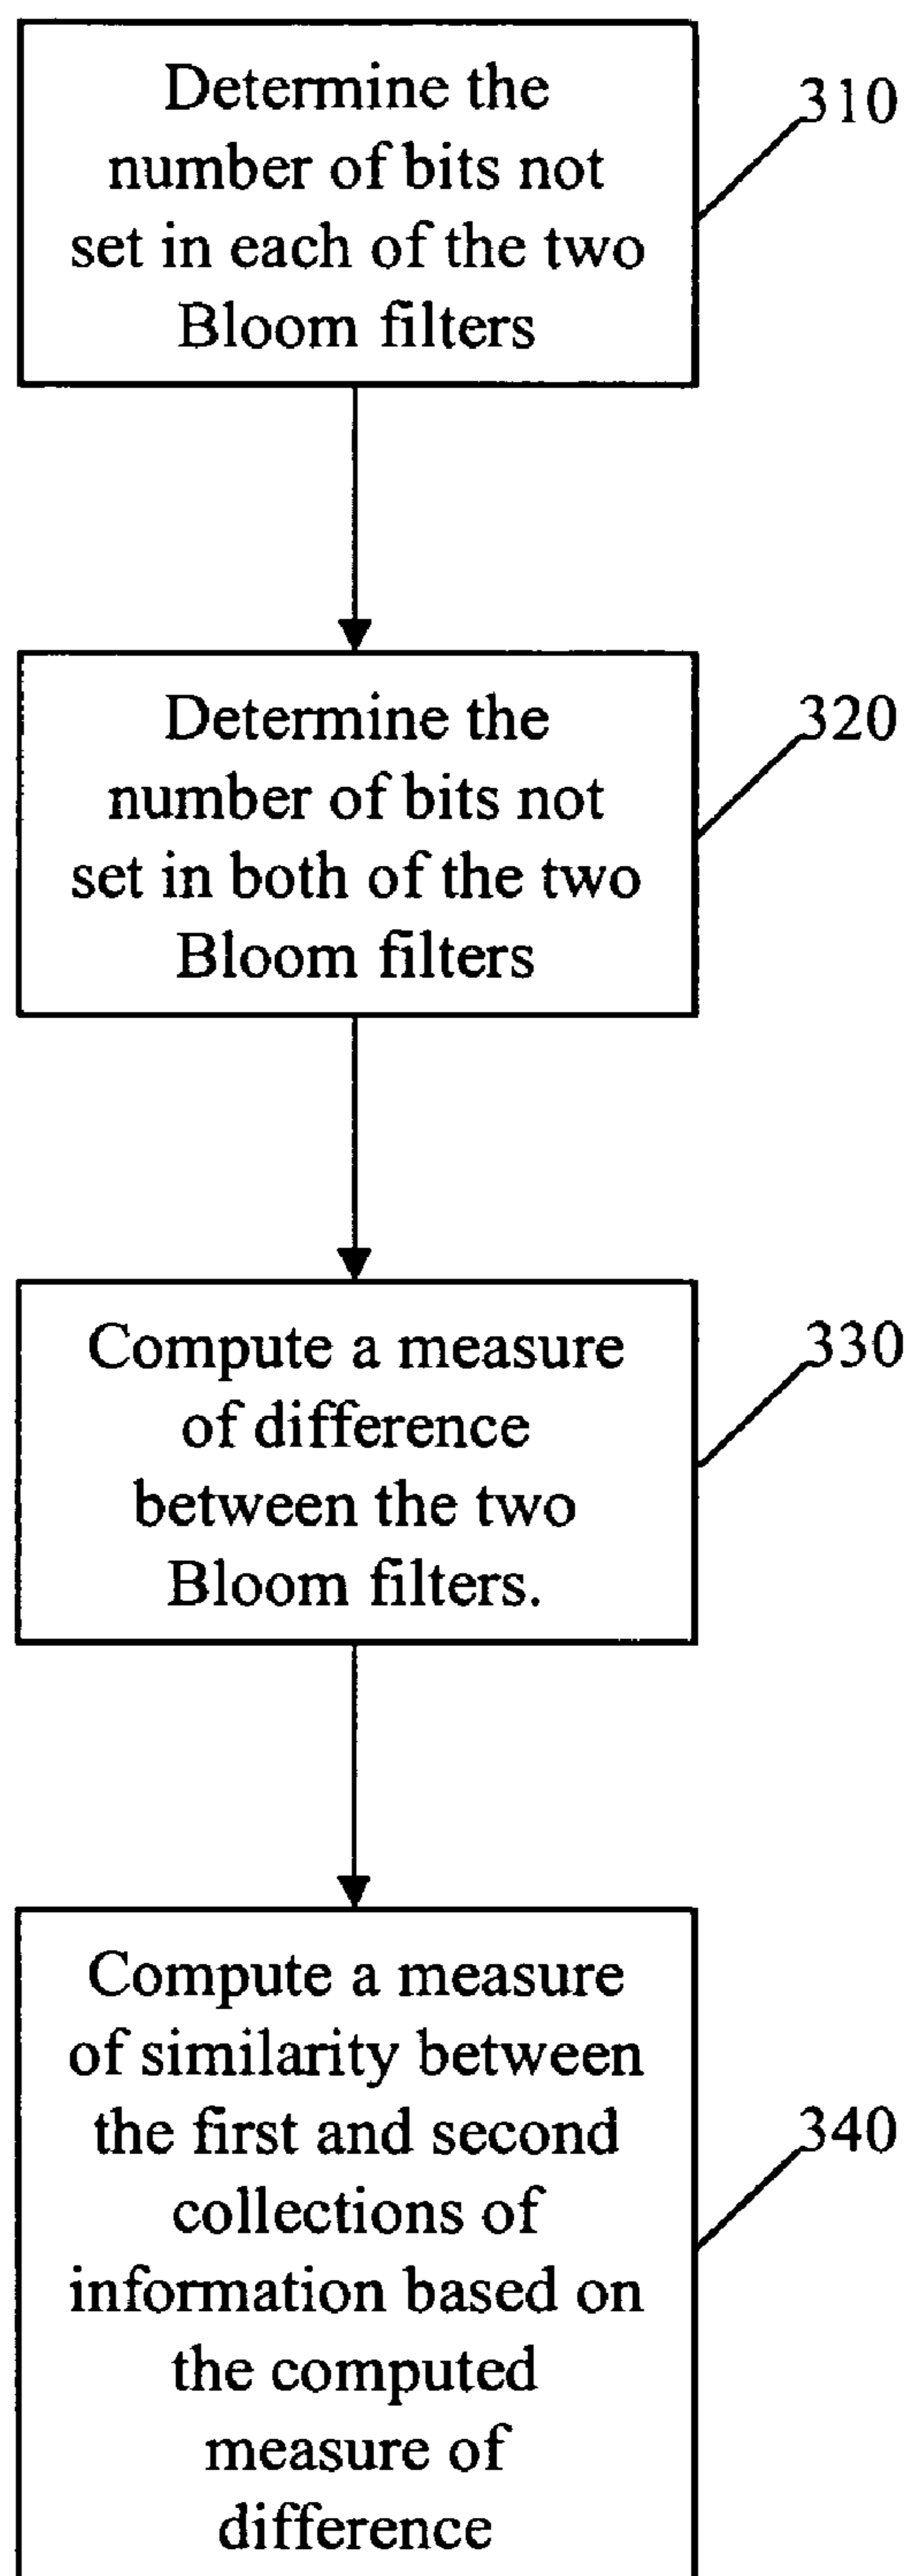 Determine the
number of bits not
set in each of the two
Bloom filters
310
Determine the
number of bits not
set in both of the two
Bloom filters
320
Compute a measure
of difference
between the two
Bloom filters.
330
Compute a measure
of similarity between
the first and second
collections of
information based on
the computed
measure of
difference
340